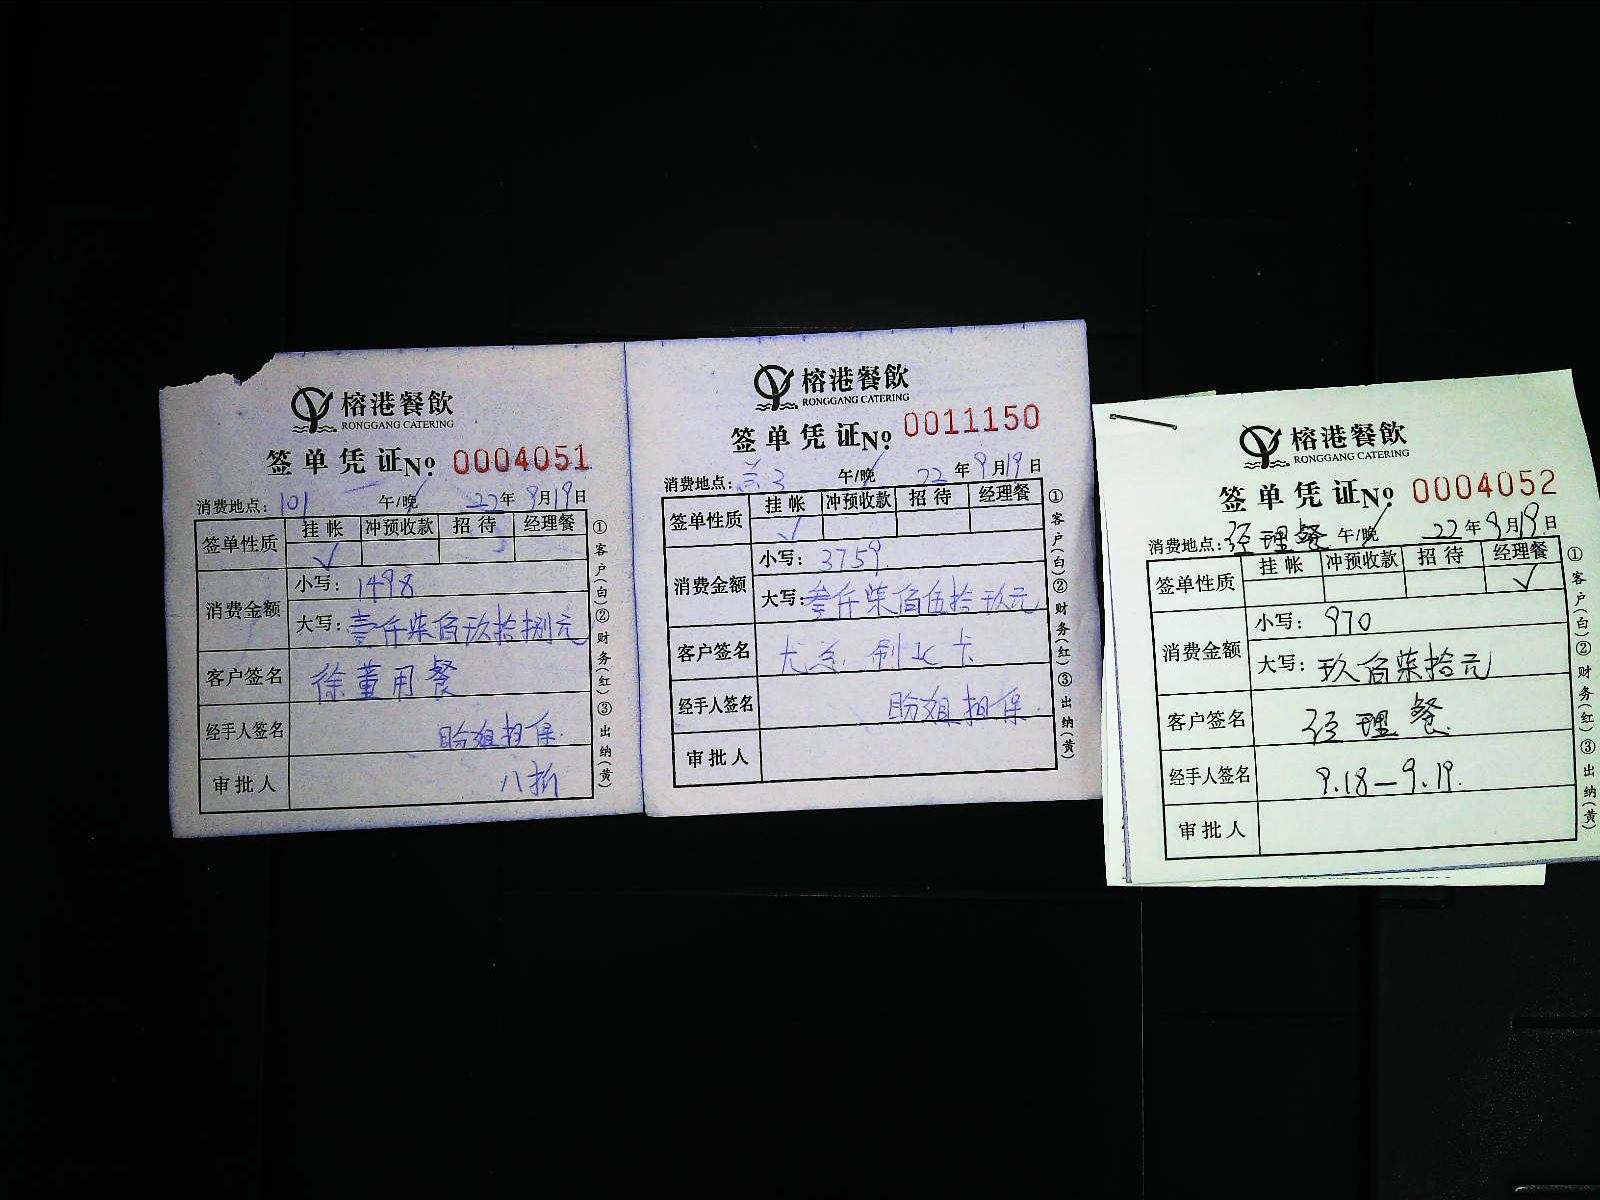 榕港餐飲
RONGGANG CATERING
签单凭证 No. 0004051
消费地点: 101 午/晚 22年9月19日
签单性质 挂帐 冲预收款 招待 经理餐
√
消费金额 小写: 1498
大写: 壹仟柒佰玖拾捌元
客户签名 徐董用餐
经手人签名 盼姐担保.
审批人 八折
①客户(白)②财务(红)③出纳(黄)
榕港餐飲
RONGGANG CATERING
签单凭证 No. 0011150
消费地点: 兰3 午/晚 22年9月19日
签单性质 挂帐 冲预收款 招待 经理餐
√
消费金额 小写: 3759.
大写: 叁仟柒佰伍拾玖元
客户签名 尤总
经手人签名 盼姐担保.
审批人
①客户(白)②财务(红)③出纳(黄)
榕港餐飲
RONGGANG CATERING
签单凭证 No. 0004052
消费地点: 经理餐 午/晚 22年9月19日
签单性质 挂帐 冲预收款 招待 经理餐
√
消费金额 小写: 970
大写: 玖佰柒拾元
客户签名 经理餐.
经手人签名 9.18—9.19.
审批人
①客户(白)②财务(红)③出纳(黄)